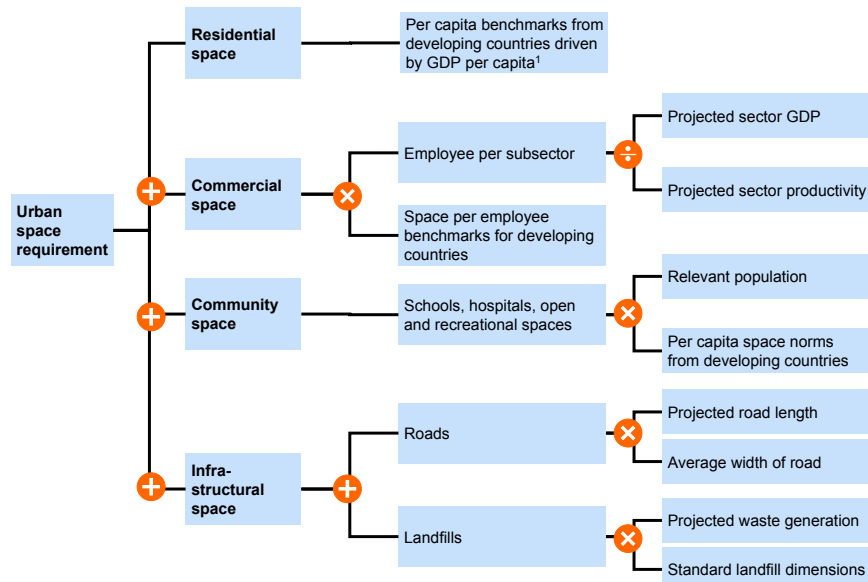 Residential
space
Per capita benchmarks from
developing countries driven
by GDP per capita¹
Projected sector GDP
Employee per subsector
÷
Projected sector productivity
+
Commercial
space
×
Space per employee
benchmarks for developing
countries
Urban
space
requirement
Relevant population
+
Community
space
Schools, hospitals, open
and recreational spaces
×
Per capita space norms
from developing countries
Projected road length
Roads
×
Average width of road
+
Infra-
structural
space
+
Projected waste generation
Landfills
×
Standard landfill dimensions